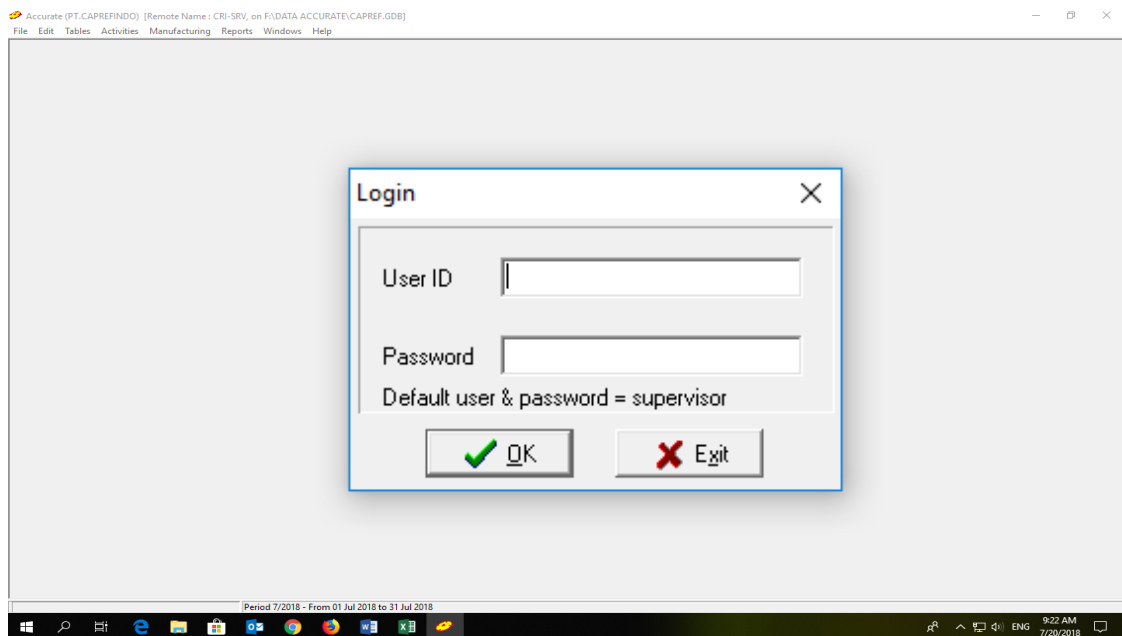 Accurate (PT.CAPREFINDO) [Remote Name : CRI-SRV, on F:\DATA ACCURATE\CAPREF.GDB]
File Edit Tables Activities Manufacturing Reports Windows Help
Login
User ID
Password
Default user & password = supervisor
OK Exit
Period 7/2018 - From 01 Jul 2018 to 31 Jul 2018
ENG 9:22 AM
7/20/2018